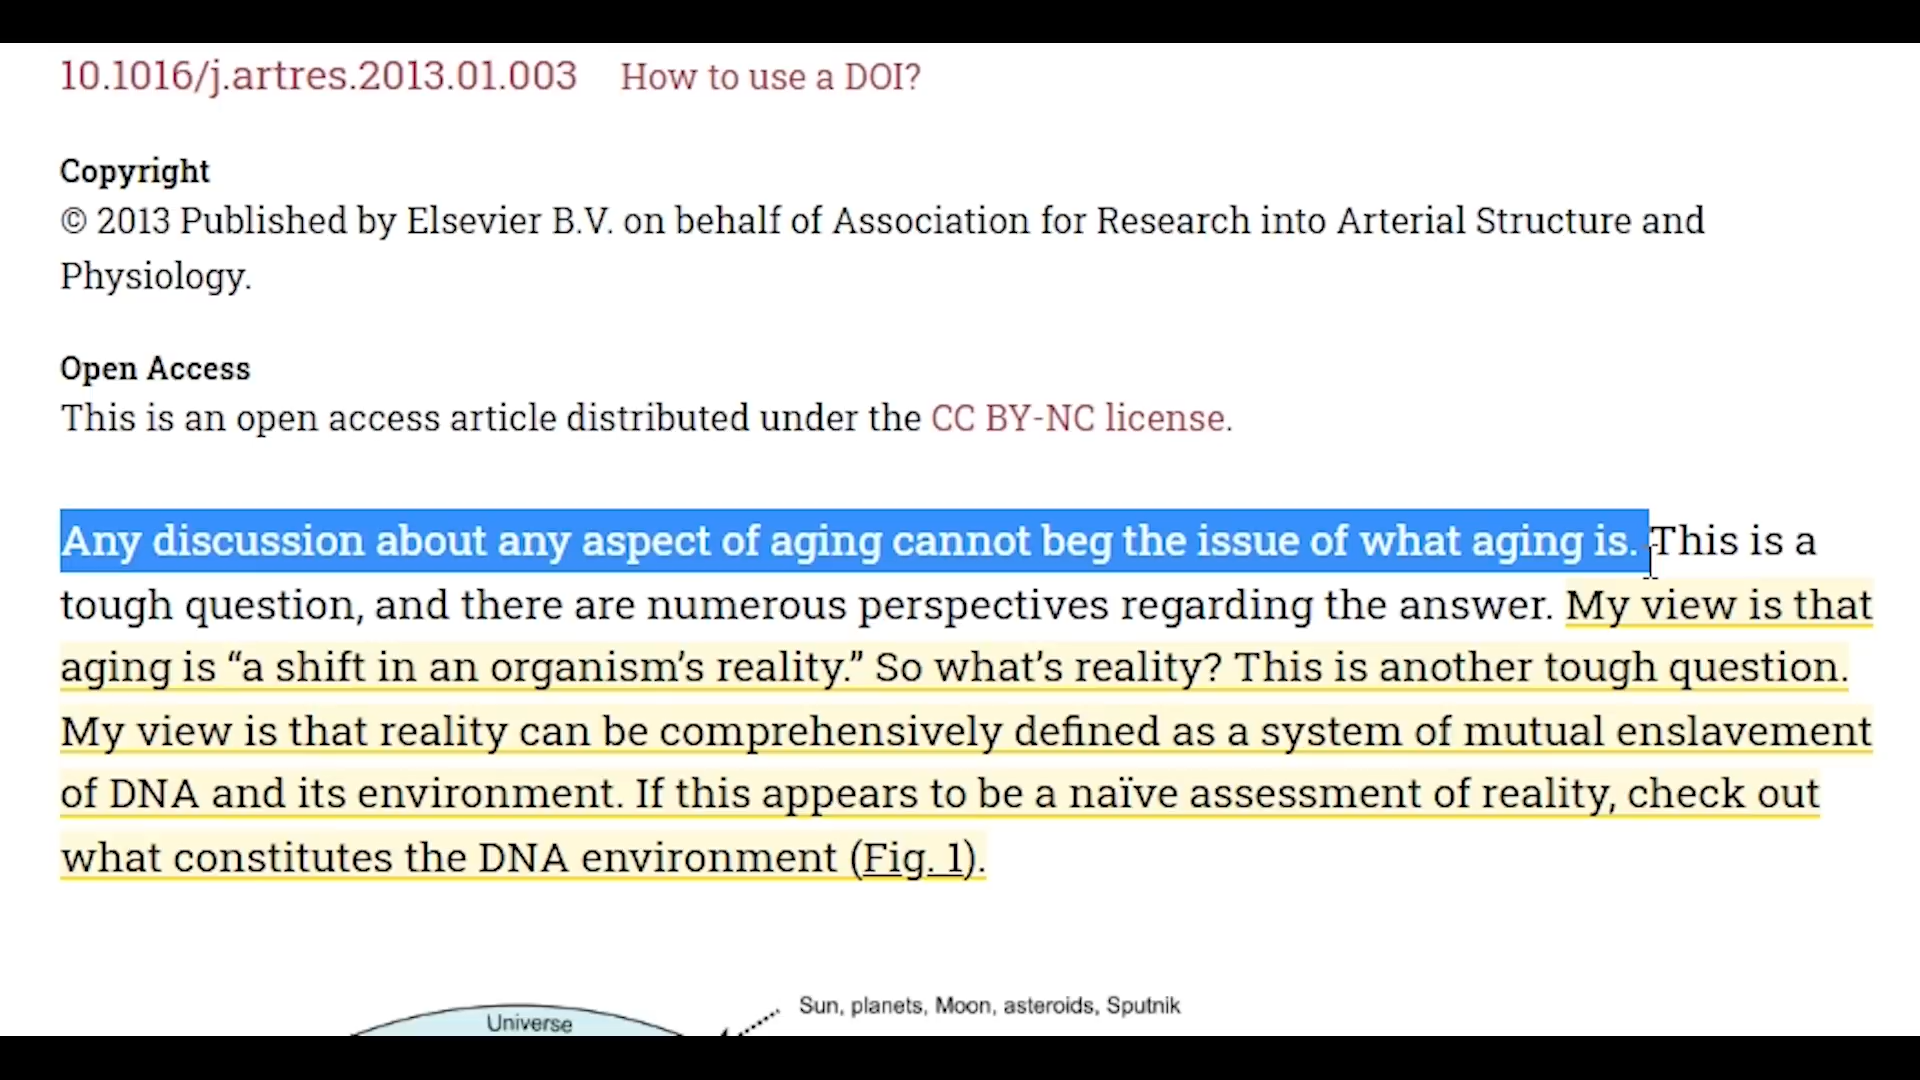 10.1016/j.artres.2013.01.003 How to use a DOI?
Copyright
© 2013 Published by Elsevier B.V. on behalf of Association for Research into Arterial Structure and
Physiology.
Open Access
This is an open access article distributed under the CC BY-NC license.
Any discussion about any aspect of aging cannot beg the issue of what aging is. This is a
tough question, and there are numerous perspectives regarding the answer. My view is that
aging is “a shift in an organism’s reality.” So what’s reality? This is another tough question.
My view is that reality can be comprehensively defined as a system of mutual enslavement
of DNA and its environment. If this appears to be a naïve assessment of reality, check out
what constitutes the DNA environment (Fig. 1).
Sun, planets, Moon, asteroids, Sputnik
Universe